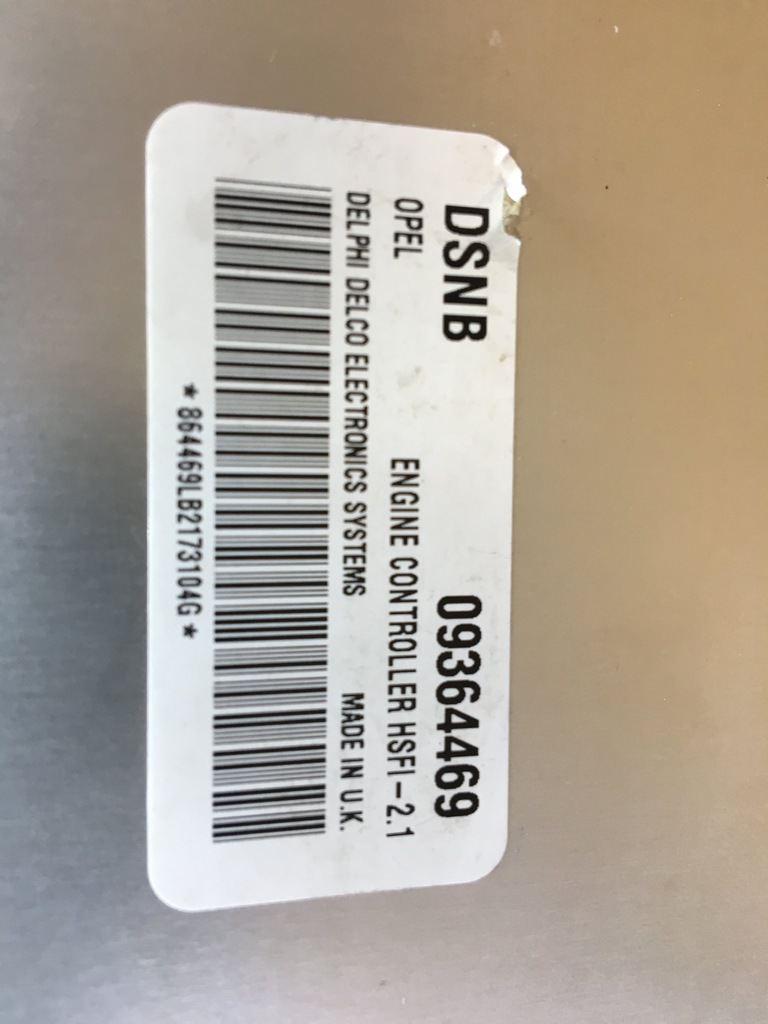 DSNB 09364469
OPEL ENGINE CONTROLLER HSFI-2.1
DELPHI DELCO ELECTRONICS SYSTEMS MADE IN U.K.
*864469LB2173104G*